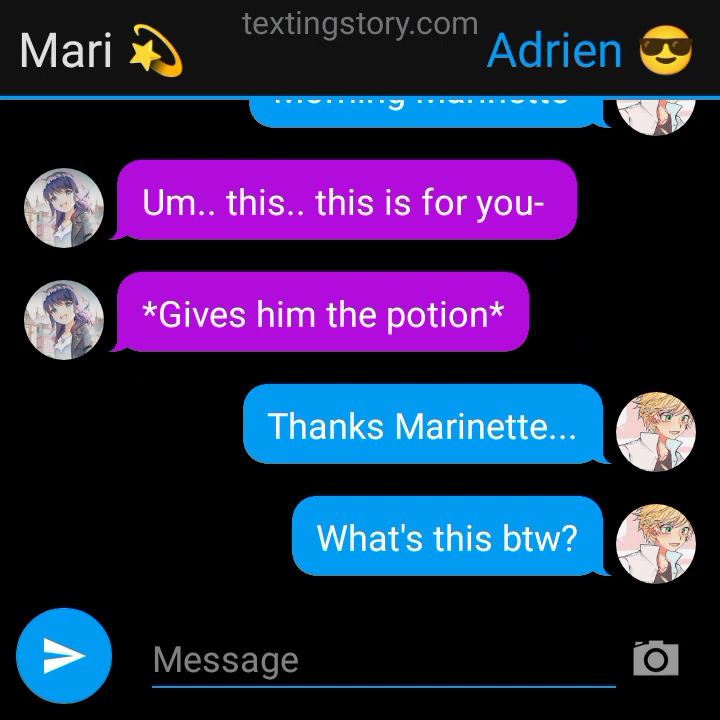 textingstory.com
Mari 💫
Adrien 😎
Morning Marinette
Um.. this.. this is for you-
*Gives him the potion*
Thanks Marinette...
What's this btw?
Message